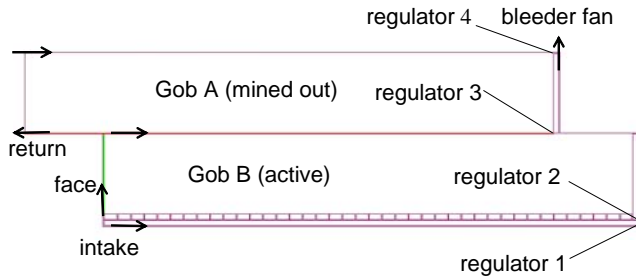 regulator 4
bleeder fan
Gob A (mined out)
regulator 3
return
face
Gob B (active)
regulator 2
intake
regulator 1